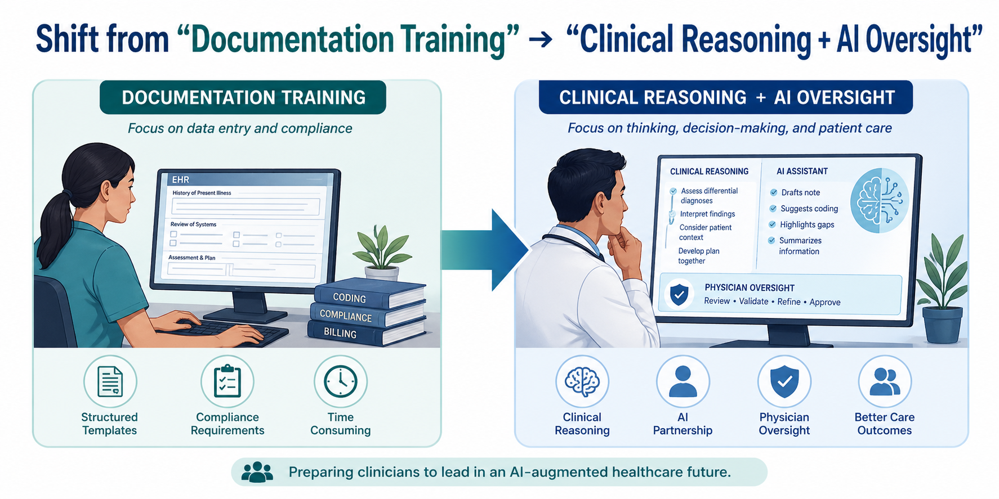 Shift from “Documentation Training” → “Clinical Reasoning + AI Oversight”
DOCUMENTATION TRAINING
Focus on data entry and compliance
EHR
History of Present Illness
Review of Systems
Assessment & Plan
CODING
COMPLIANCE
BILLING
Structured
Templates
Compliance
Requirements
Time
Consuming
CLINICAL REASONING + AI OVERSIGHT
Focus on thinking, decision-making, and patient care
CLINICAL REASONING
Assess differential
diagnoses
Interpret findings
Consider patient
context
Develop plan
together
AI ASSISTANT
Drafts note
Suggests coding
Highlights gaps
Summarizes
information
PHYSICIAN OVERSIGHT
Review • Validate • Refine • Approve
Clinical
Reasoning
AI
Partnership
Physician
Oversight
Better Care
Outcomes
Preparing clinicians to lead in an AI-augmented healthcare future.